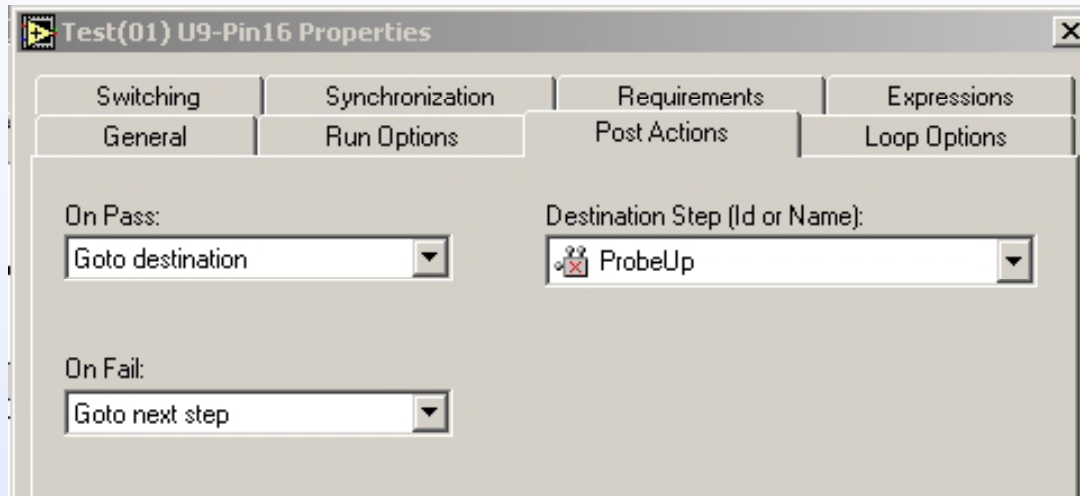 Test(01) U9-Pin16 Properties
Switching Synchronization Requirements Expressions
General Run Options Post Actions Loop Options
On Pass: Destination Step (Id or Name):
Goto destination ProbeUp
On Fail:
Goto next step